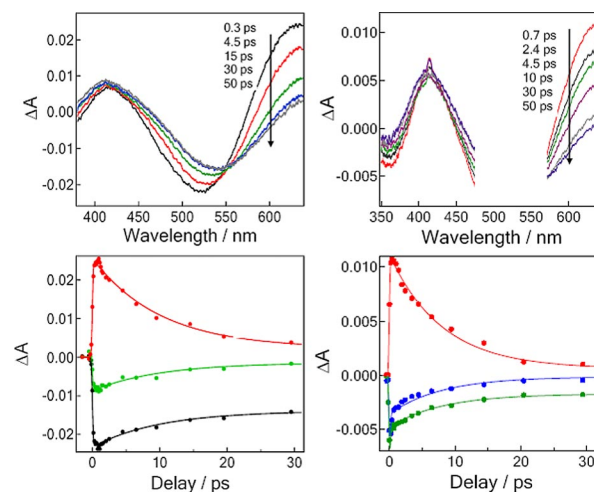 ΔA
0.02
0.01
0.00
-0.01
-0.02
0.3 ps
4.5 ps
15 ps
30 ps
50 ps
400
450
500
550
600
Wavelength / nm
ΔA
0.010
0.005
0.000
-0.005
0.7 ps
2.4 ps
4.5 ps
10 ps
30 ps
50 ps
350
400
450
500
550
600
Wavelength / nm
ΔA
0.02
0.01
0.00
-0.01
-0.02
0
10
20
30
Delay / ps
ΔA
0.010
0.005
0.000
-0.005
0
10
20
30
Delay / ps